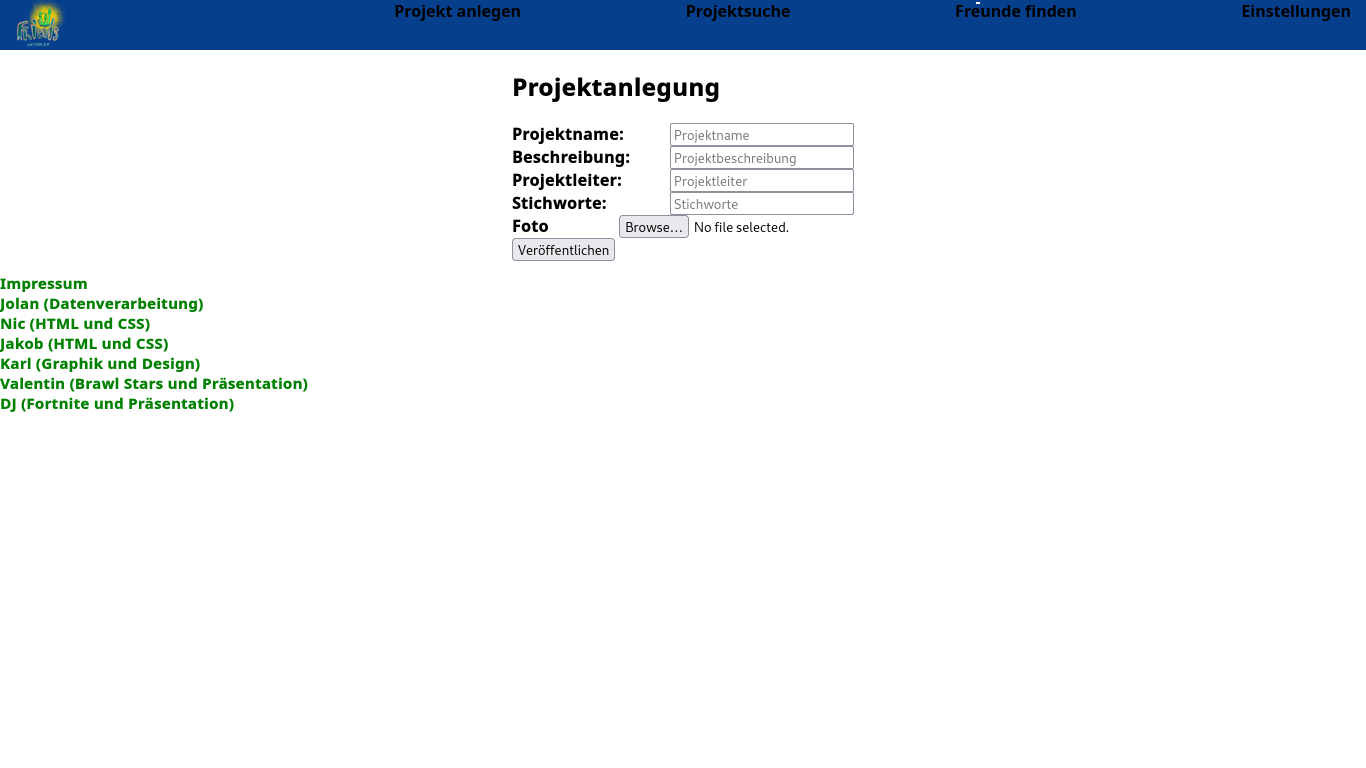 Projekt anlegen Projektsuche Freunde finden Einstellungen
Projektanlegung
Projektname: Projektname
Beschreibung: Projektbeschreibung
Projektleiter: Projektleiter
Stichworte: Stichworte
Foto Browse... No file selected.
Veröffentlichen
Impressum
Jolan (Datenverarbeitung)
Nic (HTML und CSS)
Jakob (HTML und CSS)
Karl (Graphik und Design)
Valentin (Brawl Stars und Präsentation)
DJ (Fortnite und Präsentation)